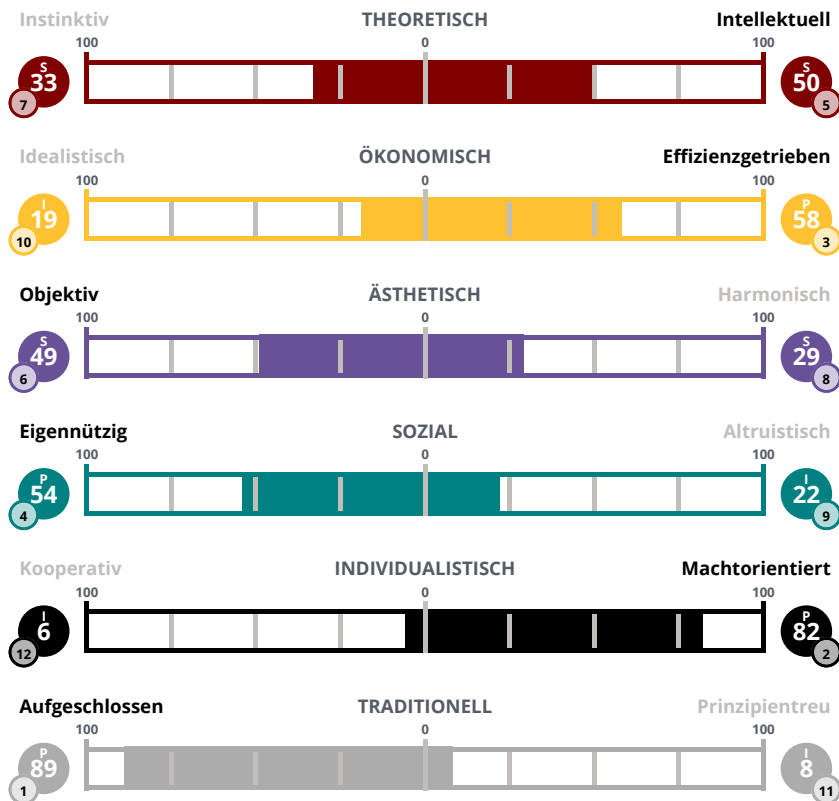 Instinktiv THEORETISCH Intellektuell
100 0 100
S 33 7 S 50 5
Idealistisch ÖKONOMISCH Effizienzgetrieben
100 0 100
I 19 10 P 58 3
Objektiv ÄSTHETISCH Harmonisch
100 0 100
S 49 6 S 29 8
Eigennützig SOZIAL Altruistisch
100 0 100
P 54 4 I 22 9
Kooperativ INDIVIDUALISTISCH Machtorientiert
100 0 100
I 6 12 P 82 2
Aufgeschlossen TRADITIONELL Prinzipientreu
100 0 100
P 89 1 I 8 11